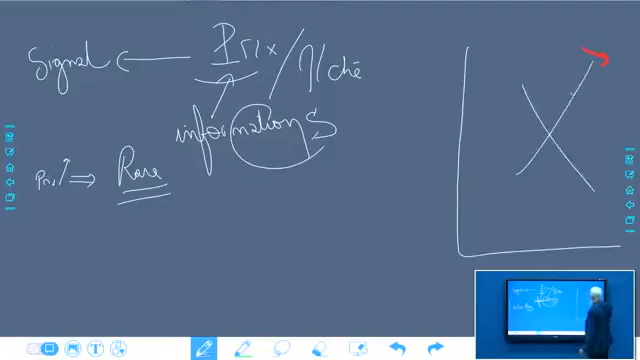 Signal Prix / Mché
informations
Prix ↑ ⇒ Rare